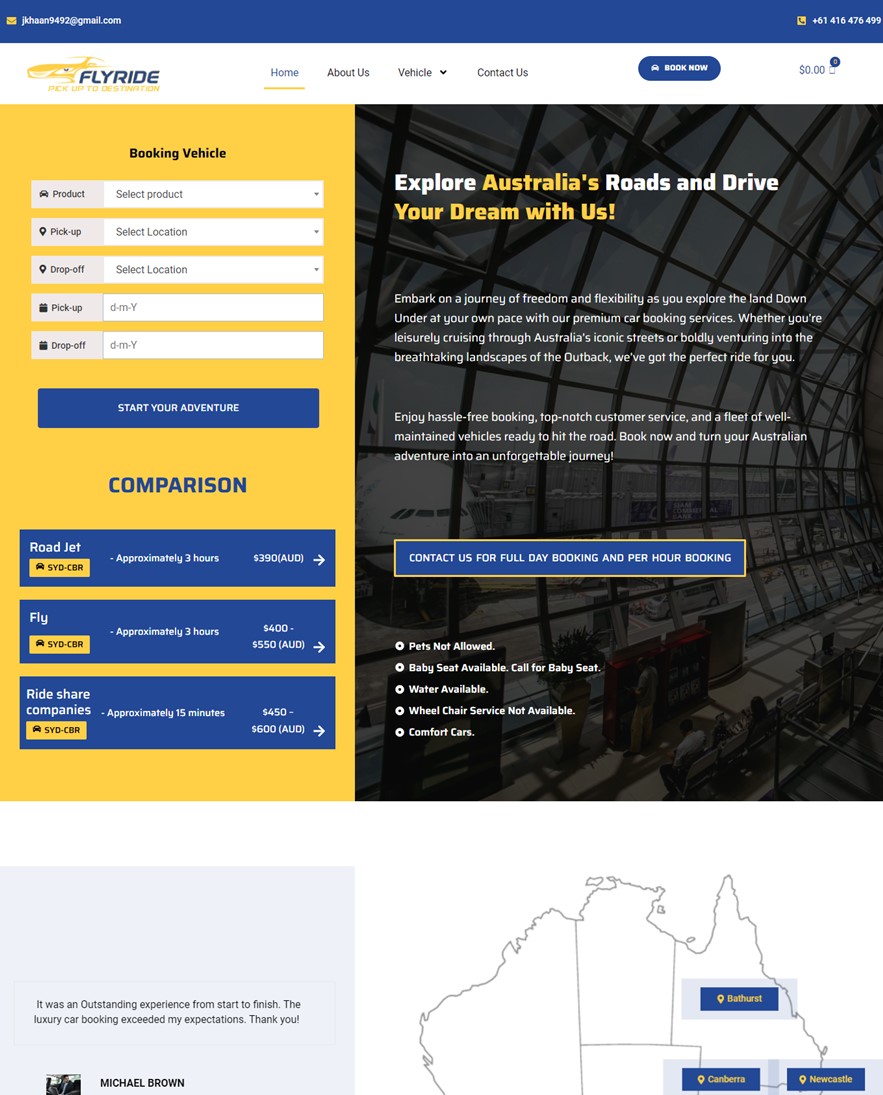 jkhaan9492@gmail.com
+61 416 476 499
FLYRIDE
PICK UP TO DESTINATION
Home
About Us
Vehicle
Contact Us
BOOK NOW
$0.00
0
Booking Vehicle
Product
Select product
Pick-up
Select Location
Drop-off
Select Location
Pick-up
d-m-Y
Drop-off
d-m-Y
START YOUR ADVENTURE
COMPARISON
Road Jet
SYD-CBR
- Approximately 3 hours
$390(AUD)
Fly
SYD-CBR
- Approximately 3 hours
$400 -
$550 (AUD)
Ride share
companies
SYD-CBR
- Approximately 15 minutes
$450 –
$600 (AUD)
Explore Australia's Roads and Drive
Your Dream with Us!
Embark on a journey of freedom and flexibility as you explore the land Down
Under at your own pace with our premium car booking services. Whether you're
leisurely cruising through Australia's iconic streets or boldly venturing into the
breathtaking landscapes of the Outback, we've got the perfect ride for you.
Enjoy hassle-free booking, top-notch customer service, and a fleet of well-
maintained vehicles ready to hit the road. Book now and turn your Australian
adventure into an unforgettable journey!
CONTACT US FOR FULL DAY BOOKING AND PER HOUR BOOKING
Pets Not Allowed.
Baby Seat Available. Call for Baby Seat.
Water Available.
Wheel Chair Service Not Available.
Comfort Cars.
It was an Outstanding experience from start to finish. The
luxury car booking exceeded my expectations. Thank you!
MICHAEL BROWN
Bathurst
Canberra
Newcastle